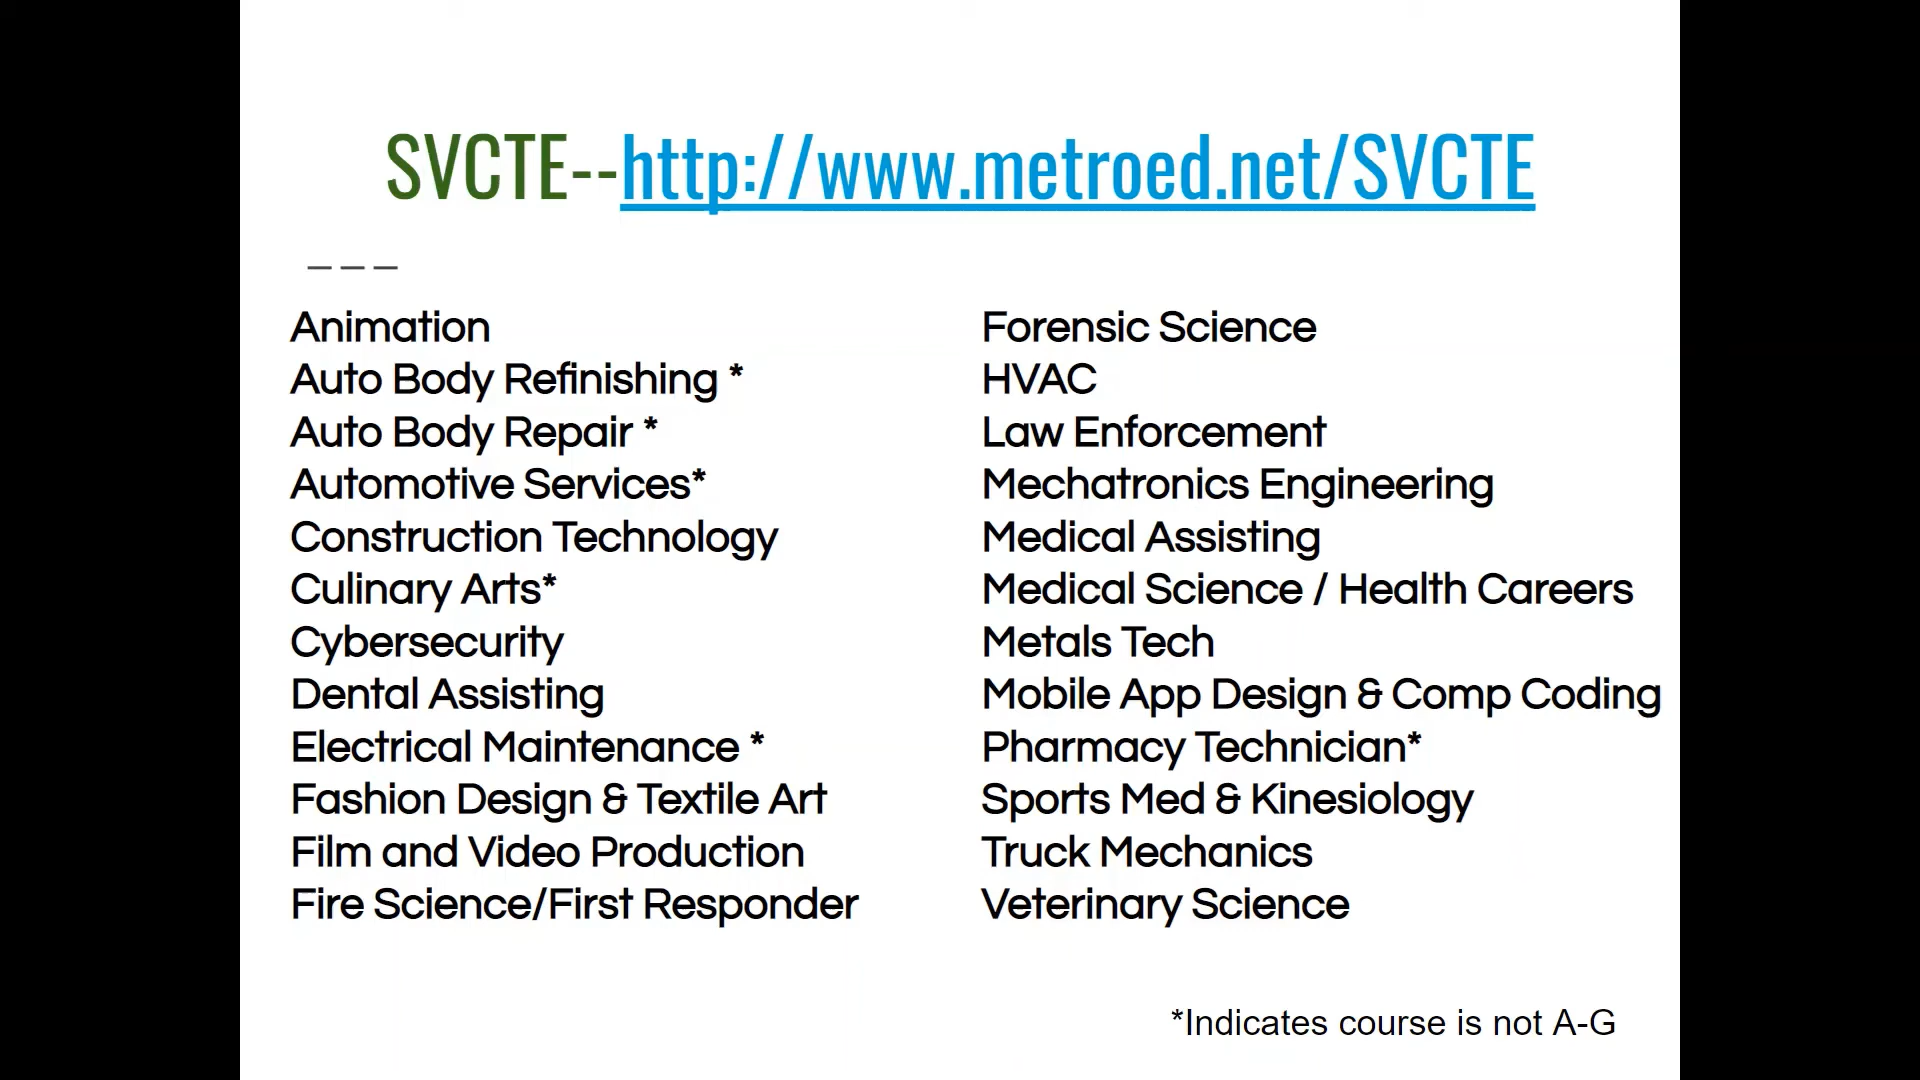 SVCTE--http://www.metroed.net/SVCTE
Animation
Auto Body Refinishing *
Auto Body Repair *
Automotive Services*
Construction Technology
Culinary Arts*
Cybersecurity
Dental Assisting
Electrical Maintenance *
Fashion Design & Textile Art
Film and Video Production
Fire Science/First Responder
Forensic Science
HVAC
Law Enforcement
Mechatronics Engineering
Medical Assisting
Medical Science / Health Careers
Metals Tech
Mobile App Design & Comp Coding
Pharmacy Technician*
Sports Med & Kinesiology
Truck Mechanics
Veterinary Science
*Indicates course is not A-G